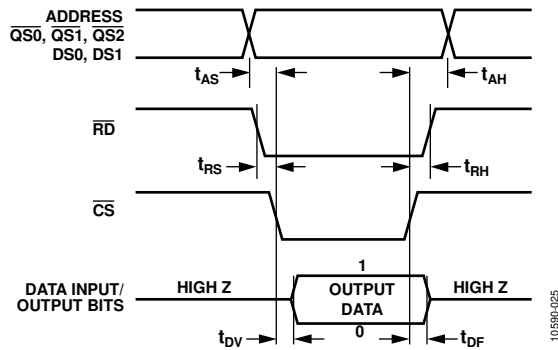 ADDRESS
QS0, QS1, QS2
DS0, DS1
tAS
tAH
RD
tRS
tRH
CS
1
DATA INPUT/
OUTPUT BITS
HIGH Z
OUTPUT
DATA
HIGH Z
0
tDV
tDF
10590-025